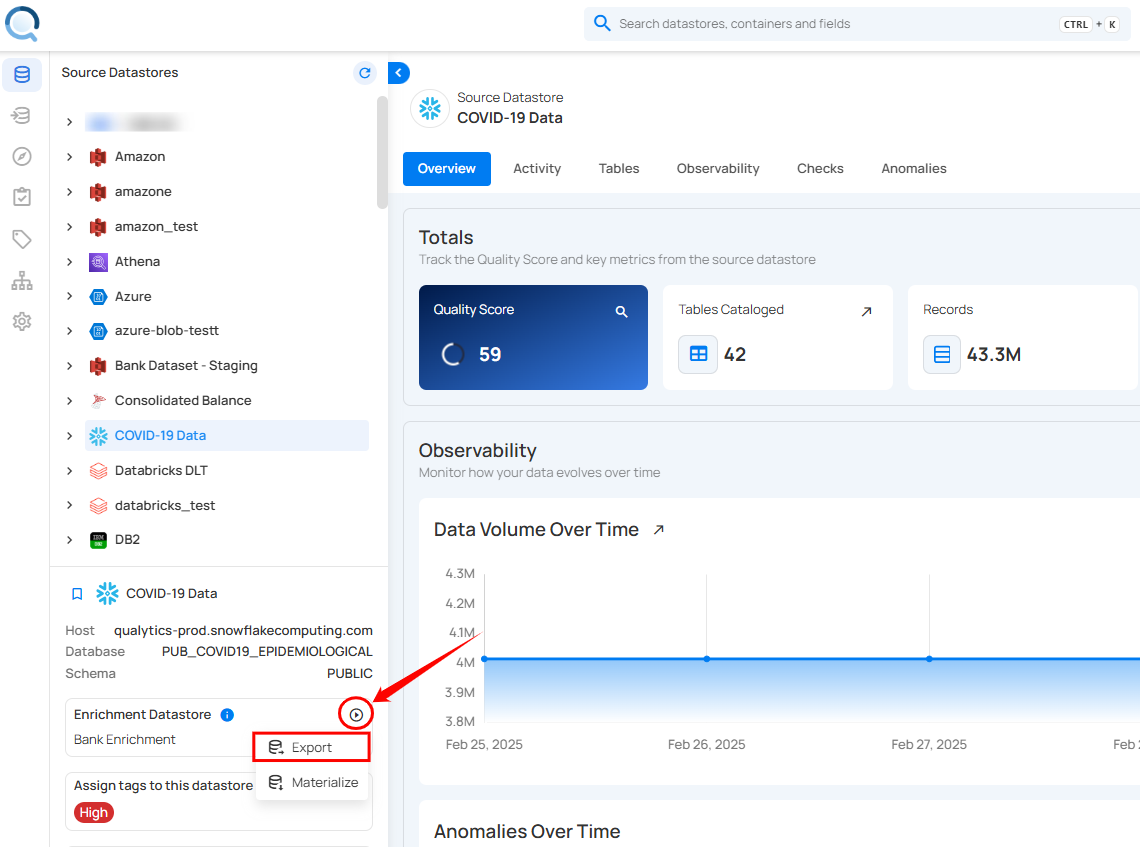 Search datastores, containers and fields
CTRL + K
Source Datastores
Amazon
amazone
amazon_test
Athena
Azure
azure-blob-testt
Bank Dataset - Staging
Consolidated Balance
COVID-19 Data
Databricks DLT
databricks_test
DB2
COVID-19 Data
Host qualytics-prod.snowflakecomputing.com
Database PUB_COVID19_EPIDEMIOLOGICAL
Schema PUBLIC
Enrichment Datastore
Bank Enrichment
Export
Materialize
Assign tags to this datastore
High
Source Datastore
COVID-19 Data
Overview Activity Tables Observability Checks Anomalies
Totals
Track the Quality Score and key metrics from the source datastore
Quality Score
59
Tables Cataloged
42
Records
43.3M
Observability
Monitor how your data evolves over time
Data Volume Over Time
4.3M
4.2M
4.1M
4M
3.9M
3.8M
Feb 25, 2025 Feb 26, 2025 Feb 27, 2025 Feb
Anomalies Over Time